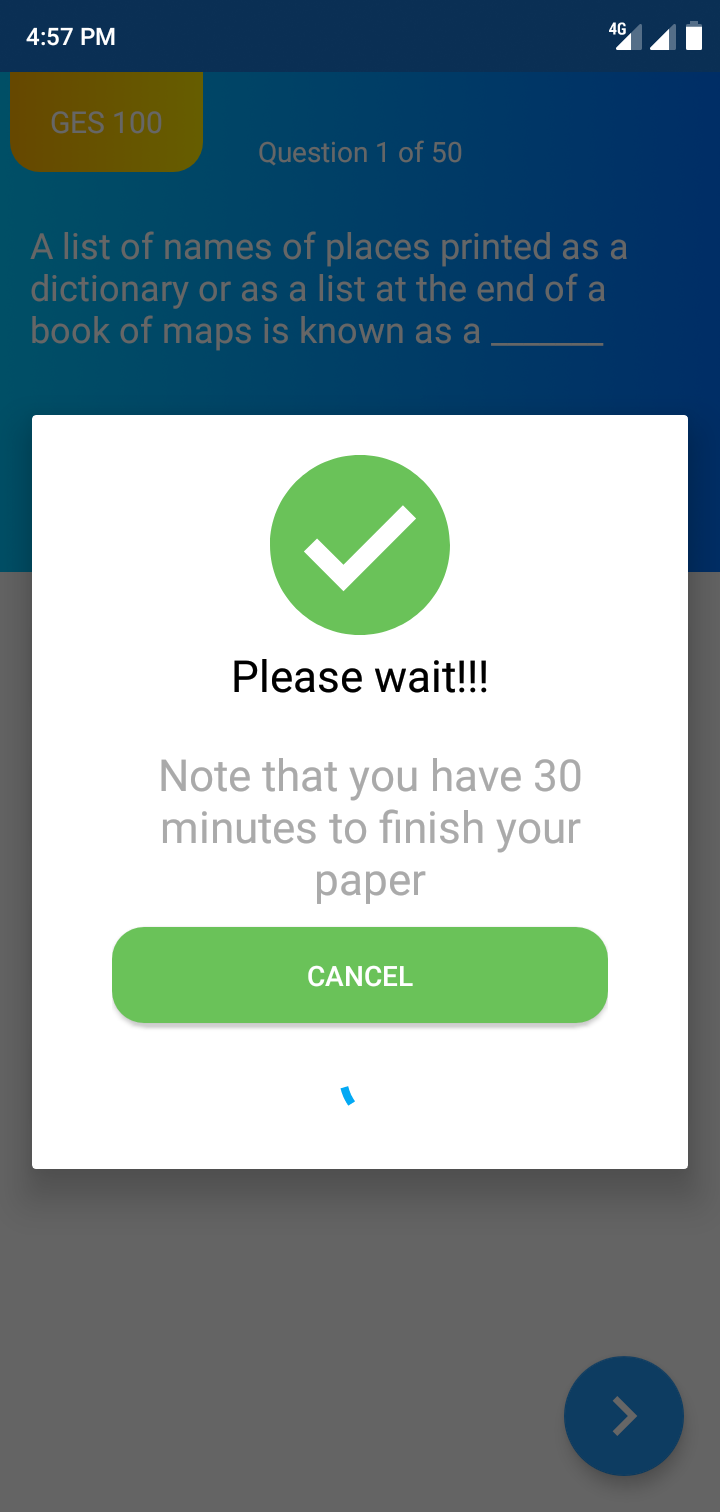 4:57 PM
4G
GES 100
Question 1 of 50
A list of names of places printed as a
dictionary or as a list at the end of a
book of maps is known as a _______
Please wait!!!
Note that you have 30
minutes to finish your
paper
CANCEL